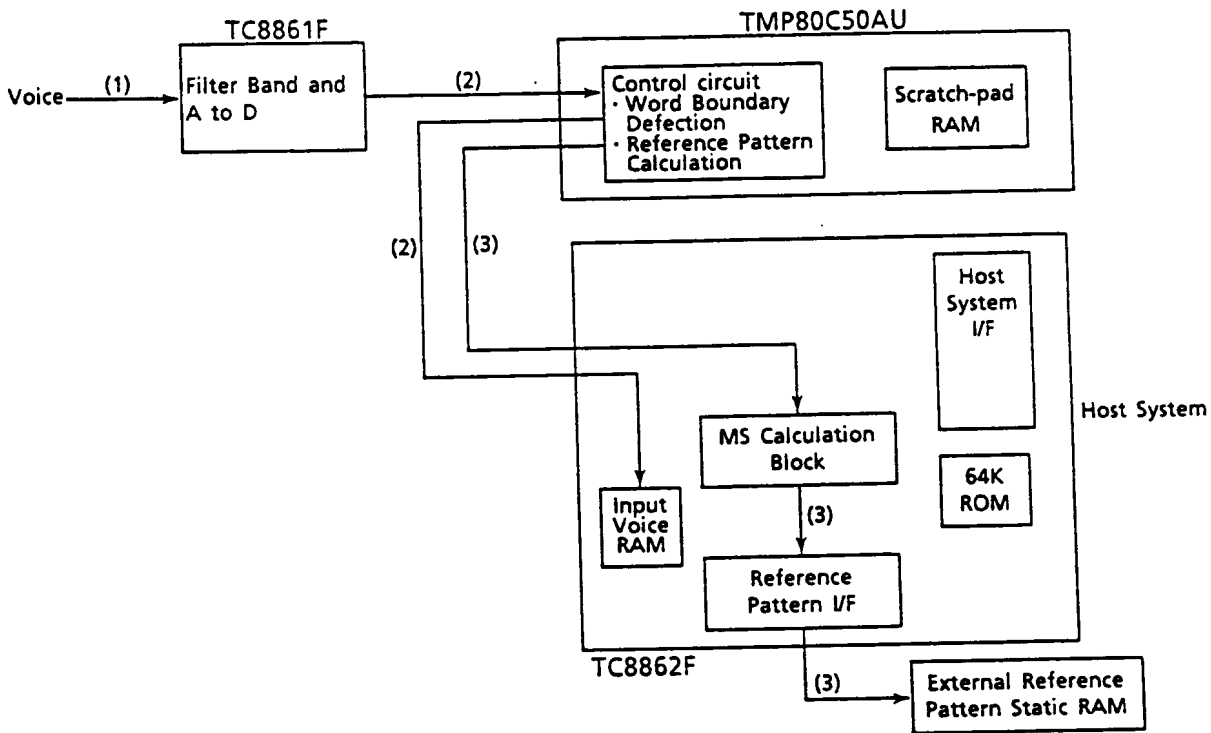 TC8861F
TMP80C50AU
Voice
(1)
Filter Band and
A to D
(2)
Control circuit
· Word Boundary
Defection
· Reference Pattern
Calculation
Scratch-pad
RAM
(2)
(3)
Host
System
I/F
Host System
MS Calculation
Block
64K
ROM
Input
Voice
RAM
(3)
Reference
Pattern I/F
TC8862F
(3)
External Reference
Pattern Static RAM